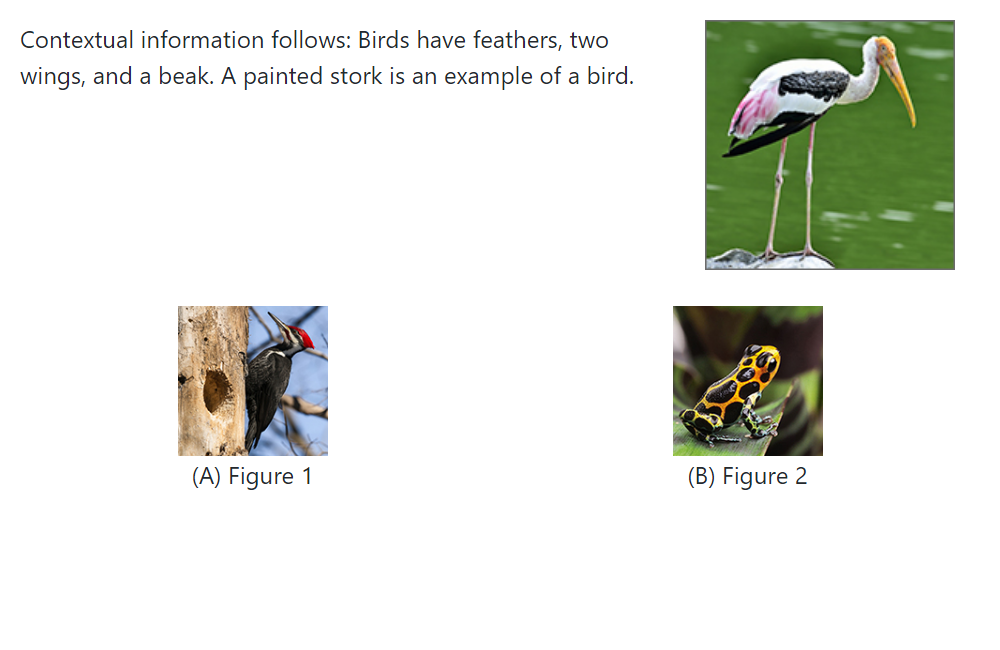 Contextual information follows: Birds have feathers, two
wings, and a beak. A painted stork is an example of a bird.
(A) Figure 1
(B) Figure 2